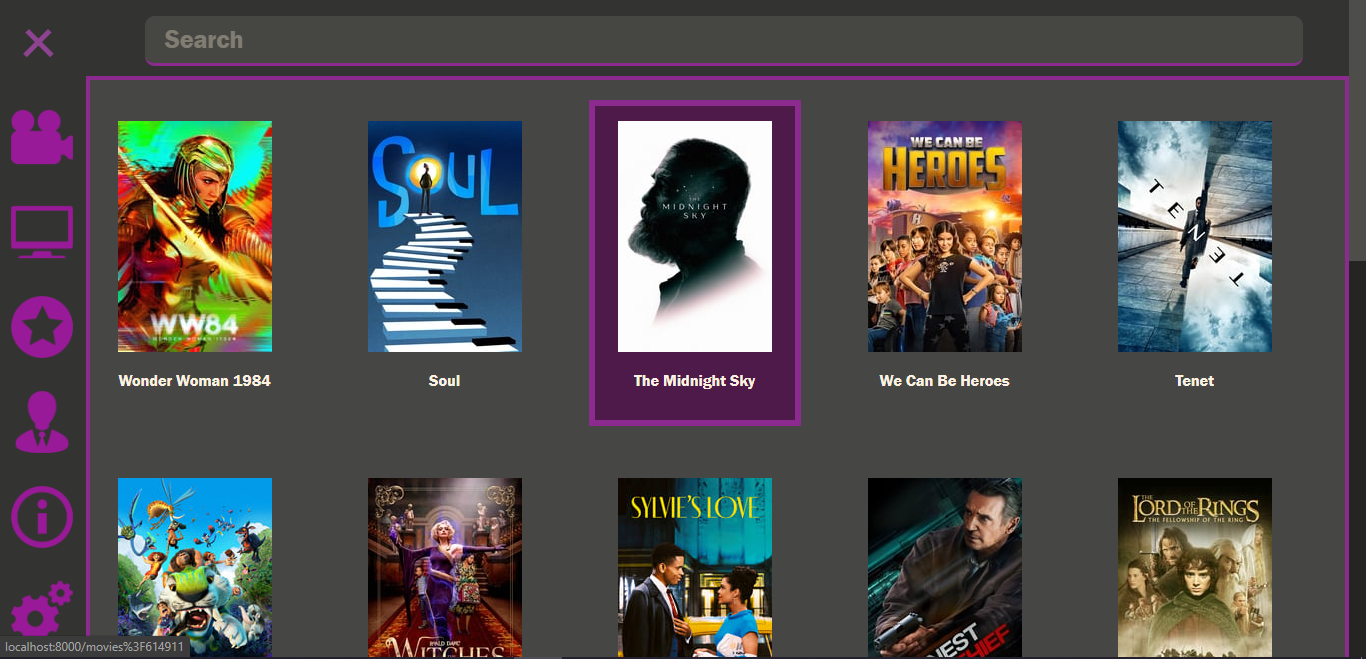 Search
WW84
WONDER WOMAN 1984
Wonder Woman 1984
SOUL
Soul
THE
MIDNIGHT
SKY
The Midnight Sky
WE CAN BE
HEROES
We Can Be Heroes
TENET
Tenet
ROALD DAHL'S
WITCHES
SYLVIE'S LOVE
THE
LORD OF THE RINGS
THE FELLOWSHIP OF THE RING
localhost:8000/movies%3F614911